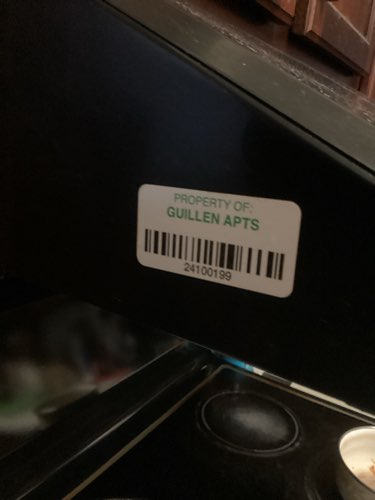 PROPERTY OF:
GUILLEN APTS
24100199